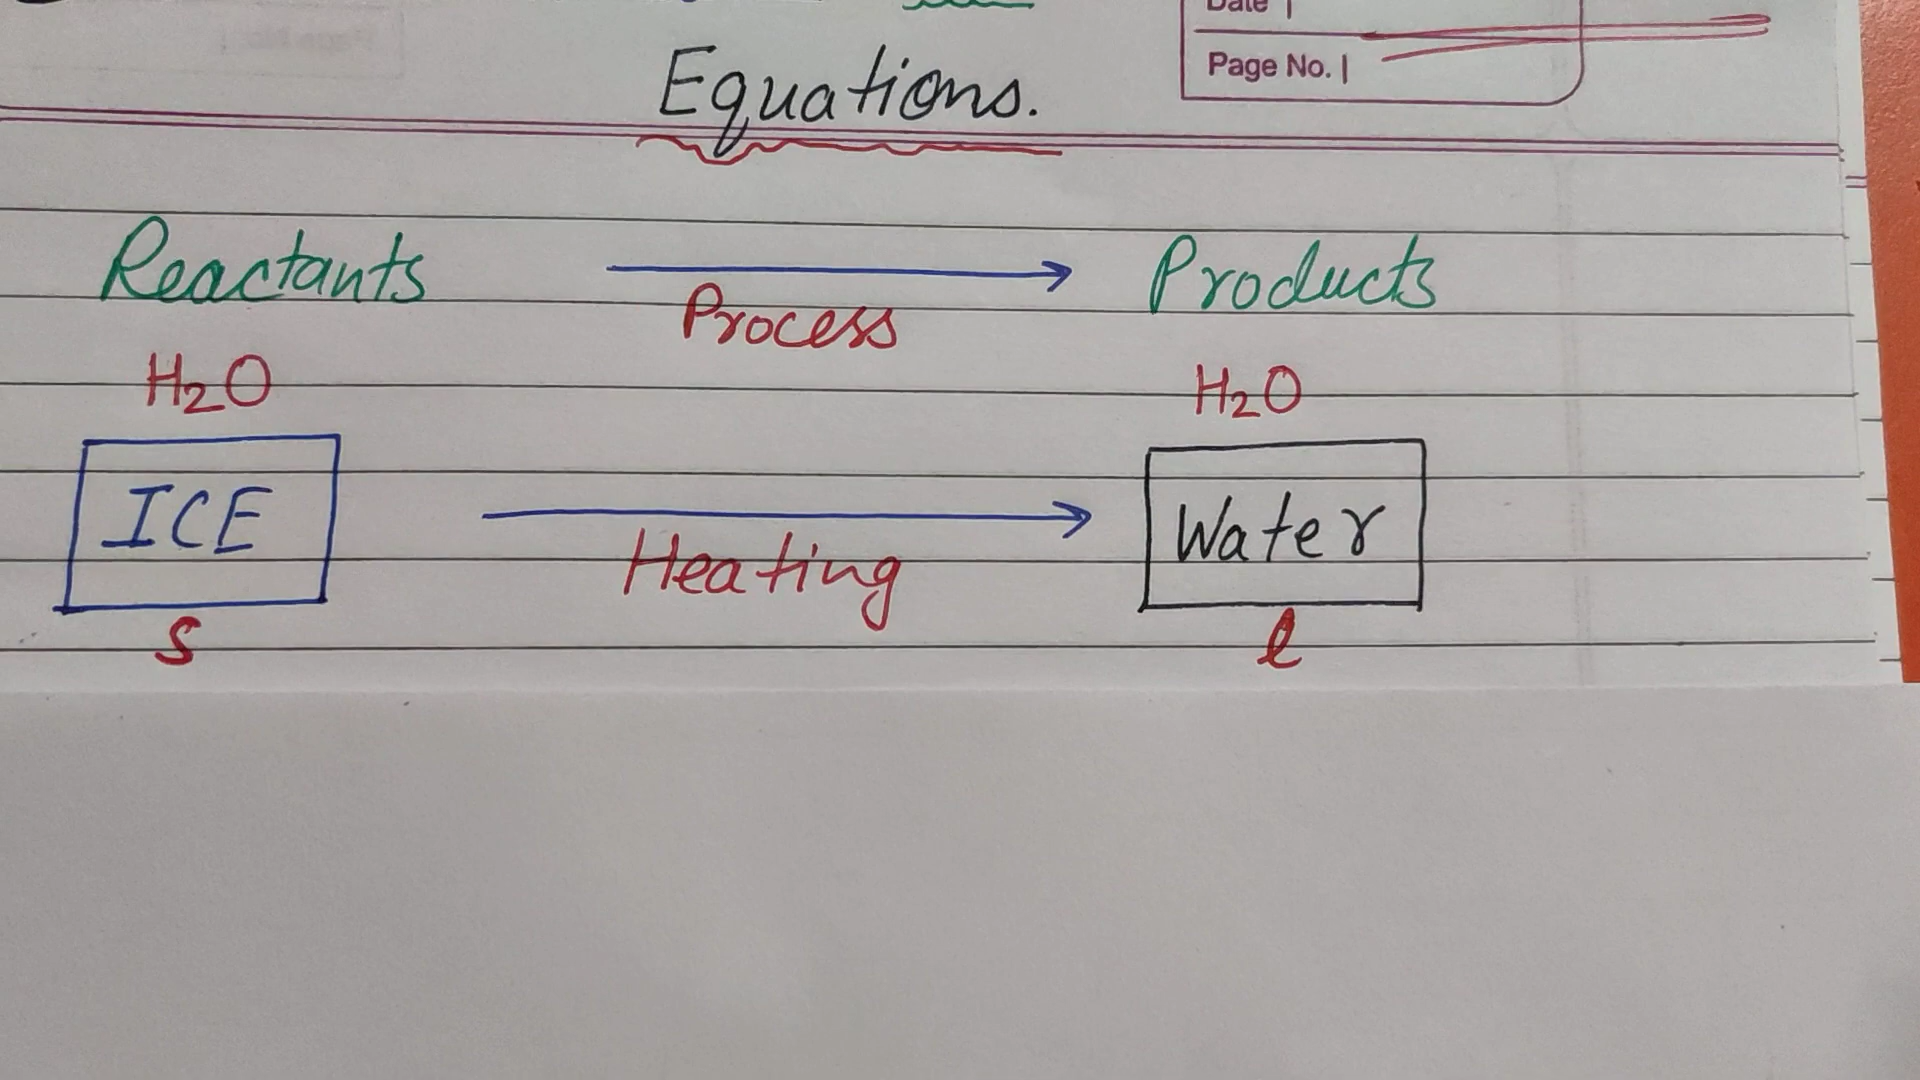 Date |
Page No. |
Equations.
Reactants Process Products
H₂O H₂O
ICE Heating Water
s l